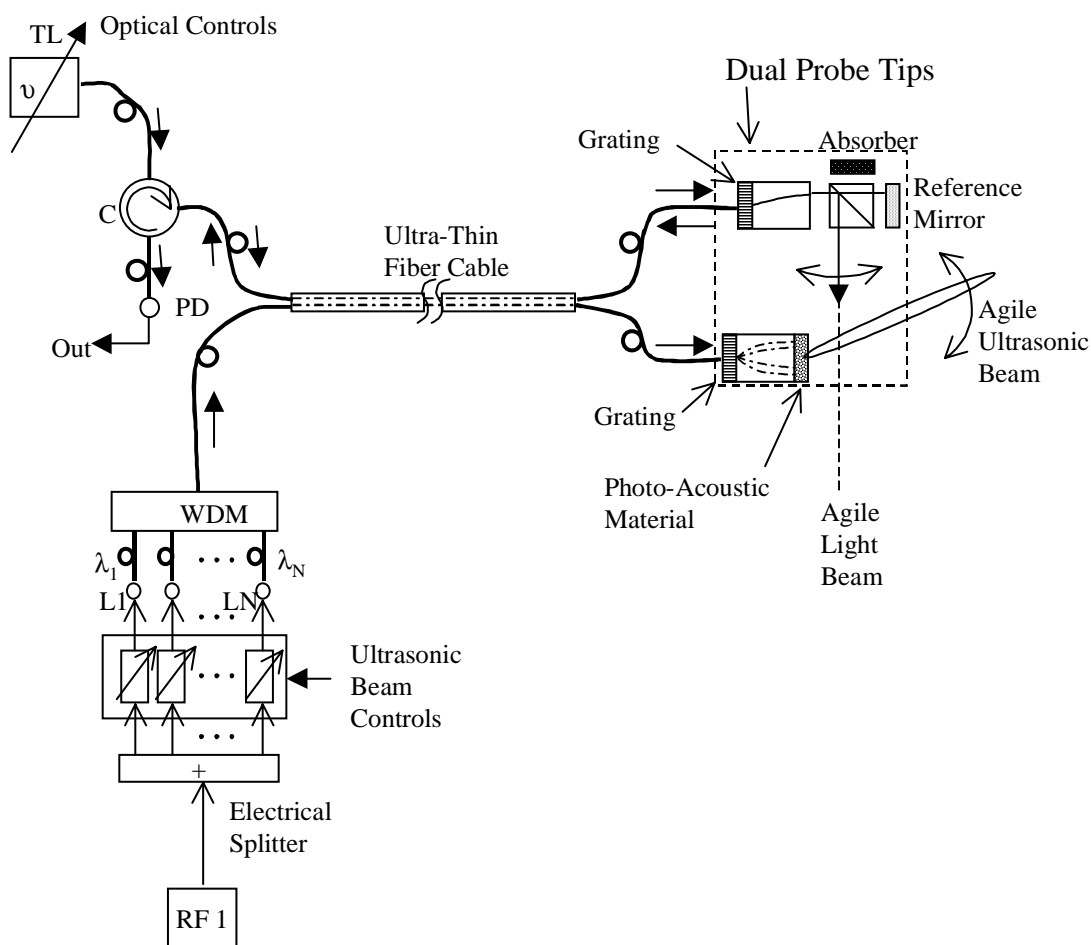 TL
Optical Controls
υ
C
PD
Out
Ultra-Thin
Fiber Cable
Dual Probe Tips
Grating
Absorber
Reference
Mirror
Agile
Ultrasonic
Beam
Grating
Photo-Acoustic
Material
Agile
Light
Beam
WDM
λ1
λN
L1
LN
Ultrasonic
Beam
Controls
+
Electrical
Splitter
RF 1